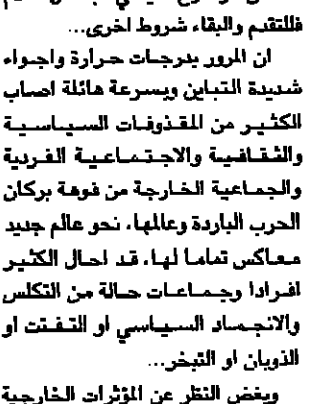 فللتقدم والبقاء شروط اخرى...
ان المرور بدرجات حرارة واجواء
شديدة التباين وبسرعة هائلة اصاب
الكثير من المقذوفات السياسية
والثقافية والاجتماعية الفردية
والجماعية الخارجة من فوهة بركان
الحرب الباردة وعالمها، نحو عالم جديد
معاكس تماما لها، قد احال الكثير
افرادا وجماعات حالة من التكلس
والانجماد السياسي او التفتت او
الذوبان او التبخر...
وبغض النظر عن المؤثرات الخارجية